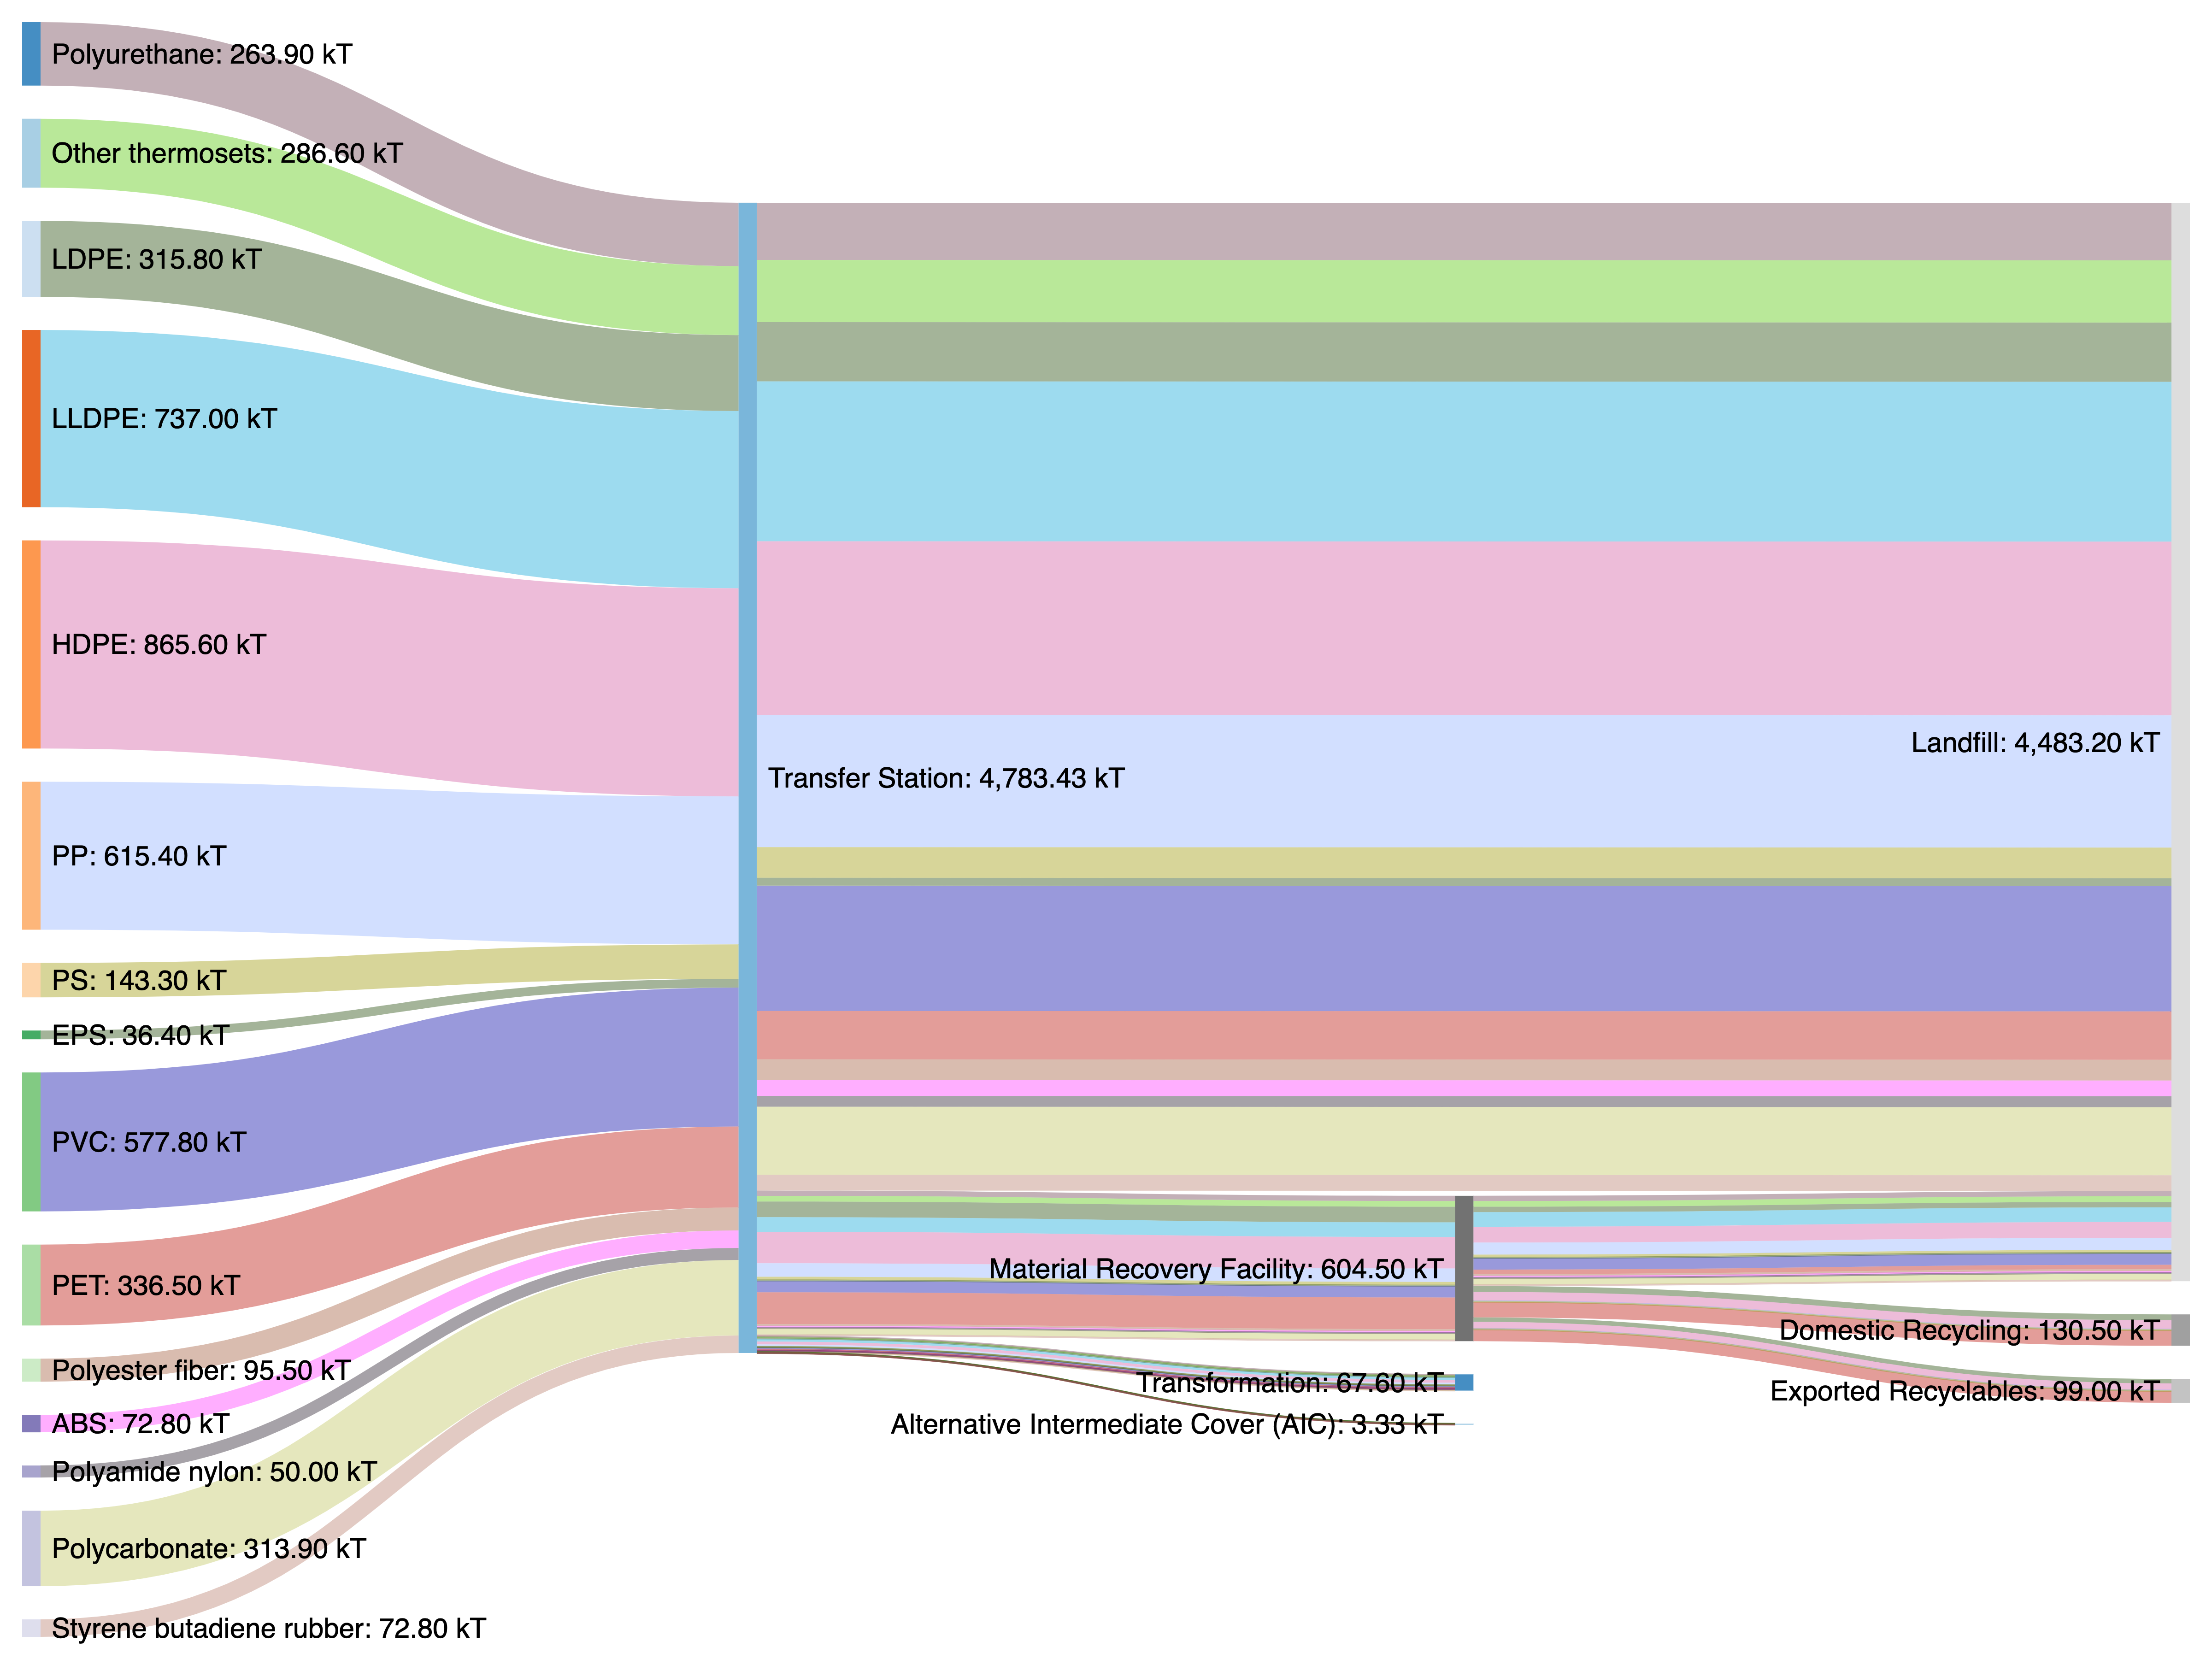 Polyurethane: 263.90 kT
Other thermosets: 286.60 kT
LDPE: 315.80 kT
LLDPE: 737.00 kT
HDPE: 865.60 kT
PP: 615.40 kT
PS: 143.30 kT
EPS: 36.40 kT
PVC: 577.80 kT
PET: 336.50 kT
Polyester fiber: 95.50 kT
ABS: 72.80 kT
Polyamide nylon: 50.00 kT
Polycarbonate: 313.90 kT
Styrene butadiene rubber: 72.80 kT
Transfer Station: 4,783.43 kT
Material Recovery Facility: 604.50 kT
Transformation: 67.60 kT
Alternative Intermediate Cover (AIC): 3.33 kT
Landfill: 4,483.20 kT
Domestic Recycling: 130.50 kT
Exported Recyclables: 99.00 kT